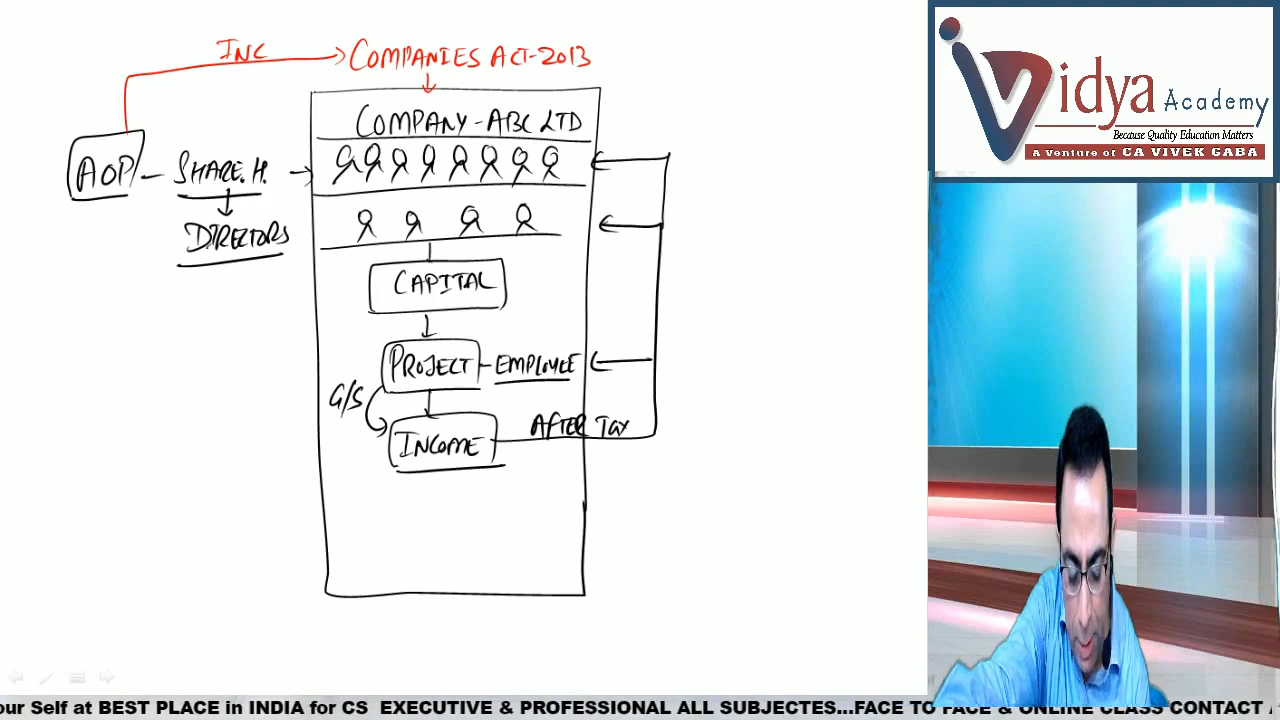 INC
COMPANIES ACT-2013
COMPANY-ABC LTD
AOP - SHARE.H.
DIRECTORS
CAPITAL
PROJECT - EMPLOYEE
G/S
INCOME
AFTER TAX
Vidya Academy
Because Quality Education Matters
A Venture of CA VIVEK GABA
our Self at BEST PLACE in INDIA for CS EXECUTIVE & PROFESSIONAL ALL SUBJECTES...FACE TO FACE & ONLINE CLASS CONTACT